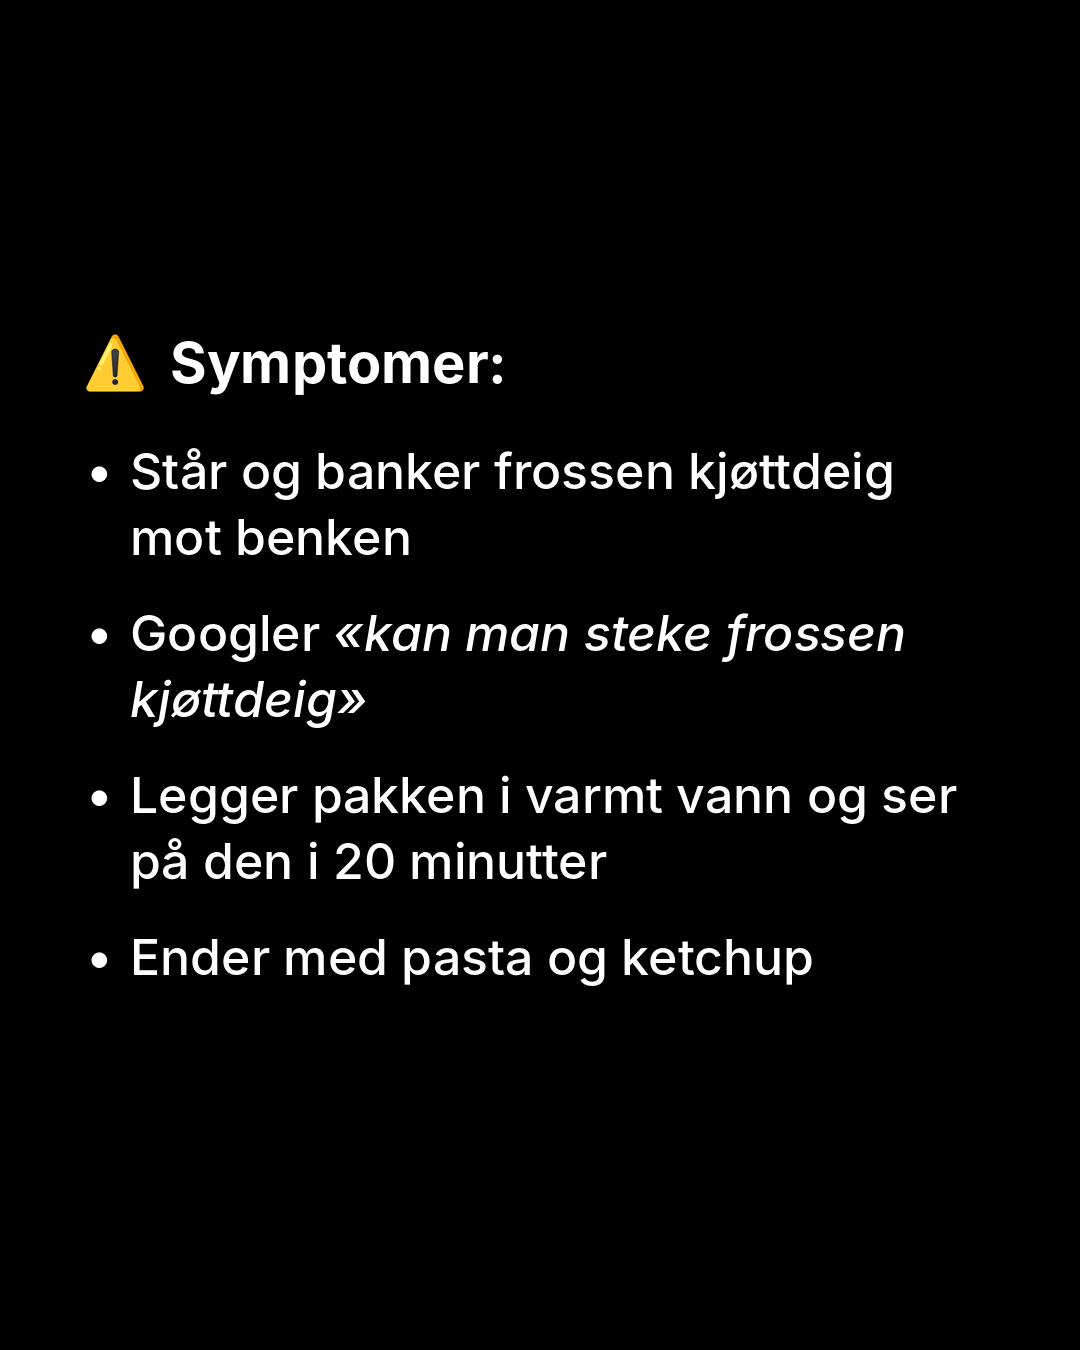 ⚠️ Symptomer:
• Står og banker frossen kjøttdeig
mot benken
• Googler «kan man steke frossen
kjøttdeig»
• Legger pakken i varmt vann og ser
på den i 20 minutter
• Ender med pasta og ketchup